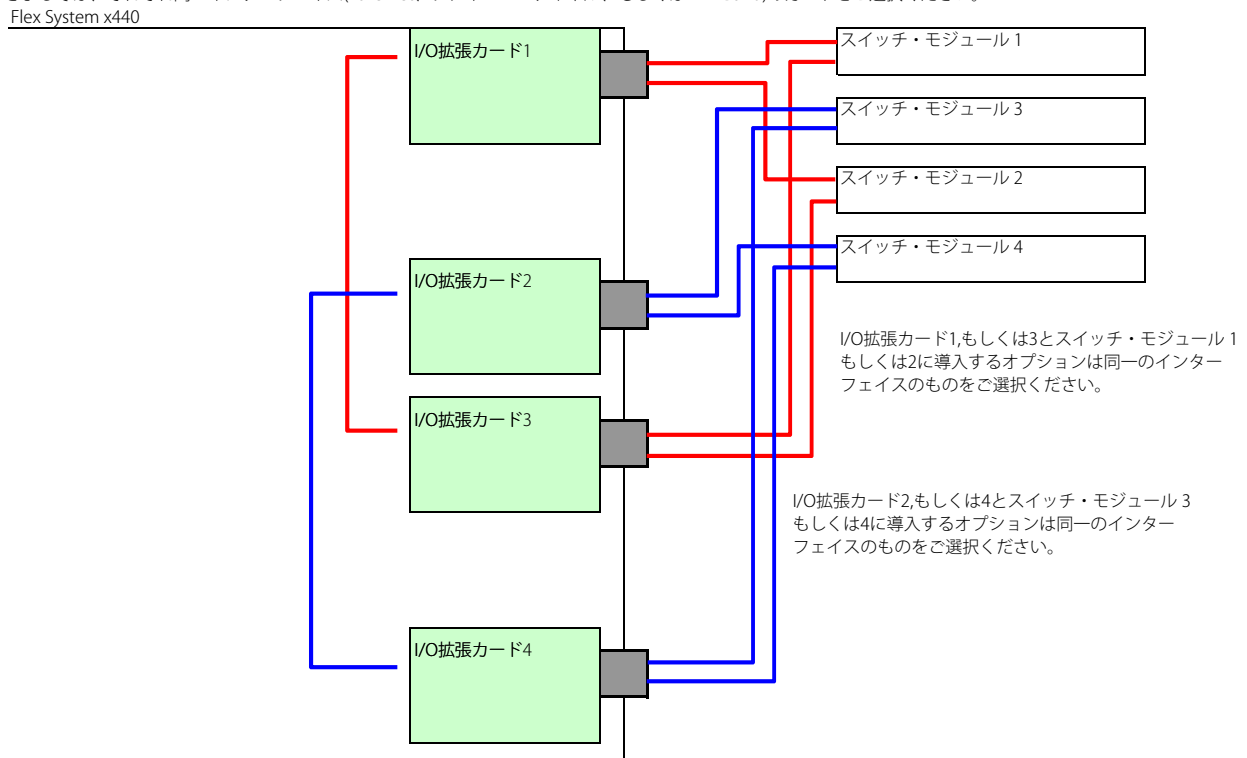 Flex System x440
I/O拡張カード1
スイッチ・モジュール 1
スイッチ・モジュール 3
スイッチ・モジュール 2
スイッチ・モジュール 4
I/O拡張カード2
I/O拡張カード1,もしくは3とスイッチ・モジュール 1
もしくは2に導入するオプションは同一のインター
フェイスのものをご選択ください。
I/O拡張カード3
I/O拡張カード2,もしくは4とスイッチ・モジュール 3
もしくは4に導入するオプションは同一のインター
フェイスのものをご選択ください。
I/O拡張カード4